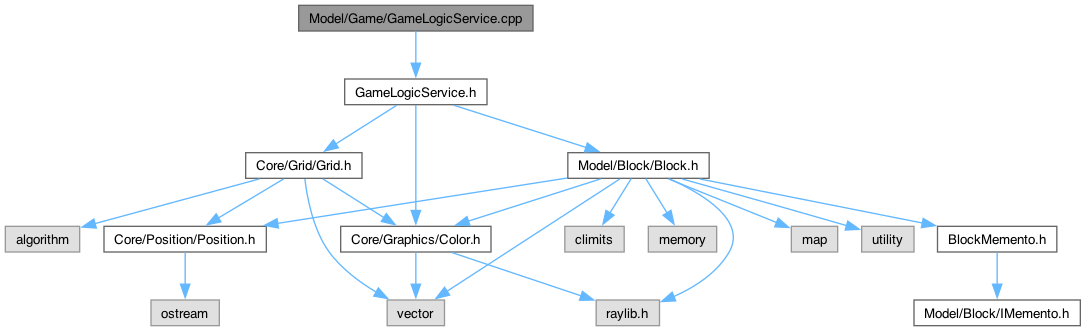 Model/Game/GameLogicService.cpp
GameLogicService.h
Core/Grid/Grid.h
Model/Block/Block.h
algorithm
Core/Position/Position.h
Core/Graphics/Color.h
climits
memory
map
utility
BlockMemento.h
ostream
vector
raylib.h
Model/Block/IMemento.h